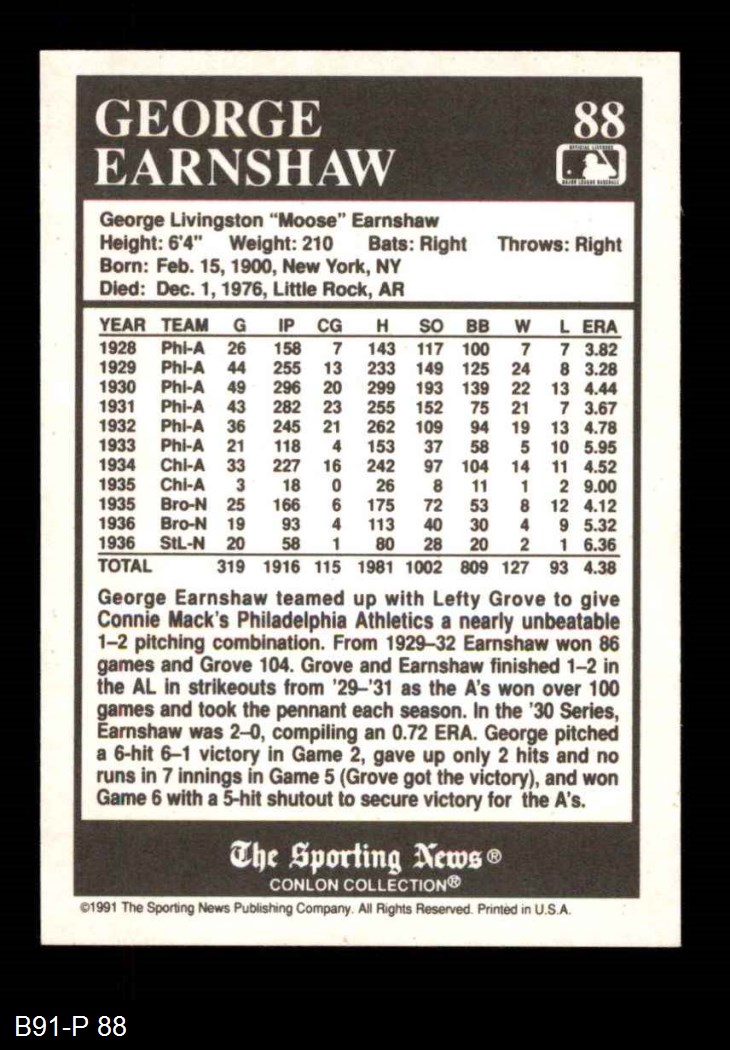 GEORGE
EARNSHAW
88
OFFICIAL LICENSEE
MAJOR LEAGUE BASEBALL
George Livingston “Moose” Earnshaw
Height: 6'4" Weight: 210 Bats: Right Throws: Right
Born: Feb. 15, 1900, New York, NY
Died: Dec. 1, 1976, Little Rock, AR
YEAR TEAM G IP CG H SO BB W L ERA
1928 Phi-A 26 158 7 143 117 100 7 7 3.82
1929 Phi-A 44 255 13 233 149 125 24 8 3.28
1930 Phi-A 49 296 20 299 193 139 22 13 4.44
1931 Phi-A 43 282 23 255 152 75 21 7 3.67
1932 Phi-A 36 245 21 262 109 94 19 13 4.78
1933 Phi-A 21 118 4 153 37 58 5 10 5.95
1934 Chi-A 33 227 16 242 97 104 14 11 4.52
1935 Chi-A 3 18 0 26 8 11 1 2 9.00
1935 Bro-N 25 166 6 175 72 53 8 12 4.12
1936 Bro-N 19 93 4 113 40 30 4 9 5.32
1936 StL-N 20 58 1 80 28 20 2 1 6.36
TOTAL 319 1916 115 1981 1002 809 127 93 4.38
George Earnshaw teamed up with Lefty Grove to give
Connie Mack's Philadelphia Athletics a nearly unbeatable
1–2 pitching combination. From 1929–32 Earnshaw won 86
games and Grove 104. Grove and Earnshaw finished 1–2 in
the AL in strikeouts from '29–'31 as the A's won over 100
games and took the pennant each season. In the '30 Series,
Earnshaw was 2–0, compiling an 0.72 ERA. George pitched
a 6-hit 6–1 victory in Game 2, gave up only 2 hits and no
runs in 7 innings in Game 5 (Grove got the victory), and won
Game 6 with a 5-hit shutout to secure victory for the A's.
The Sporting News®
CONLON COLLECTION®
©1991 The Sporting News Publishing Company. All Rights Reserved. Printed in U.S.A.
B91-P 88